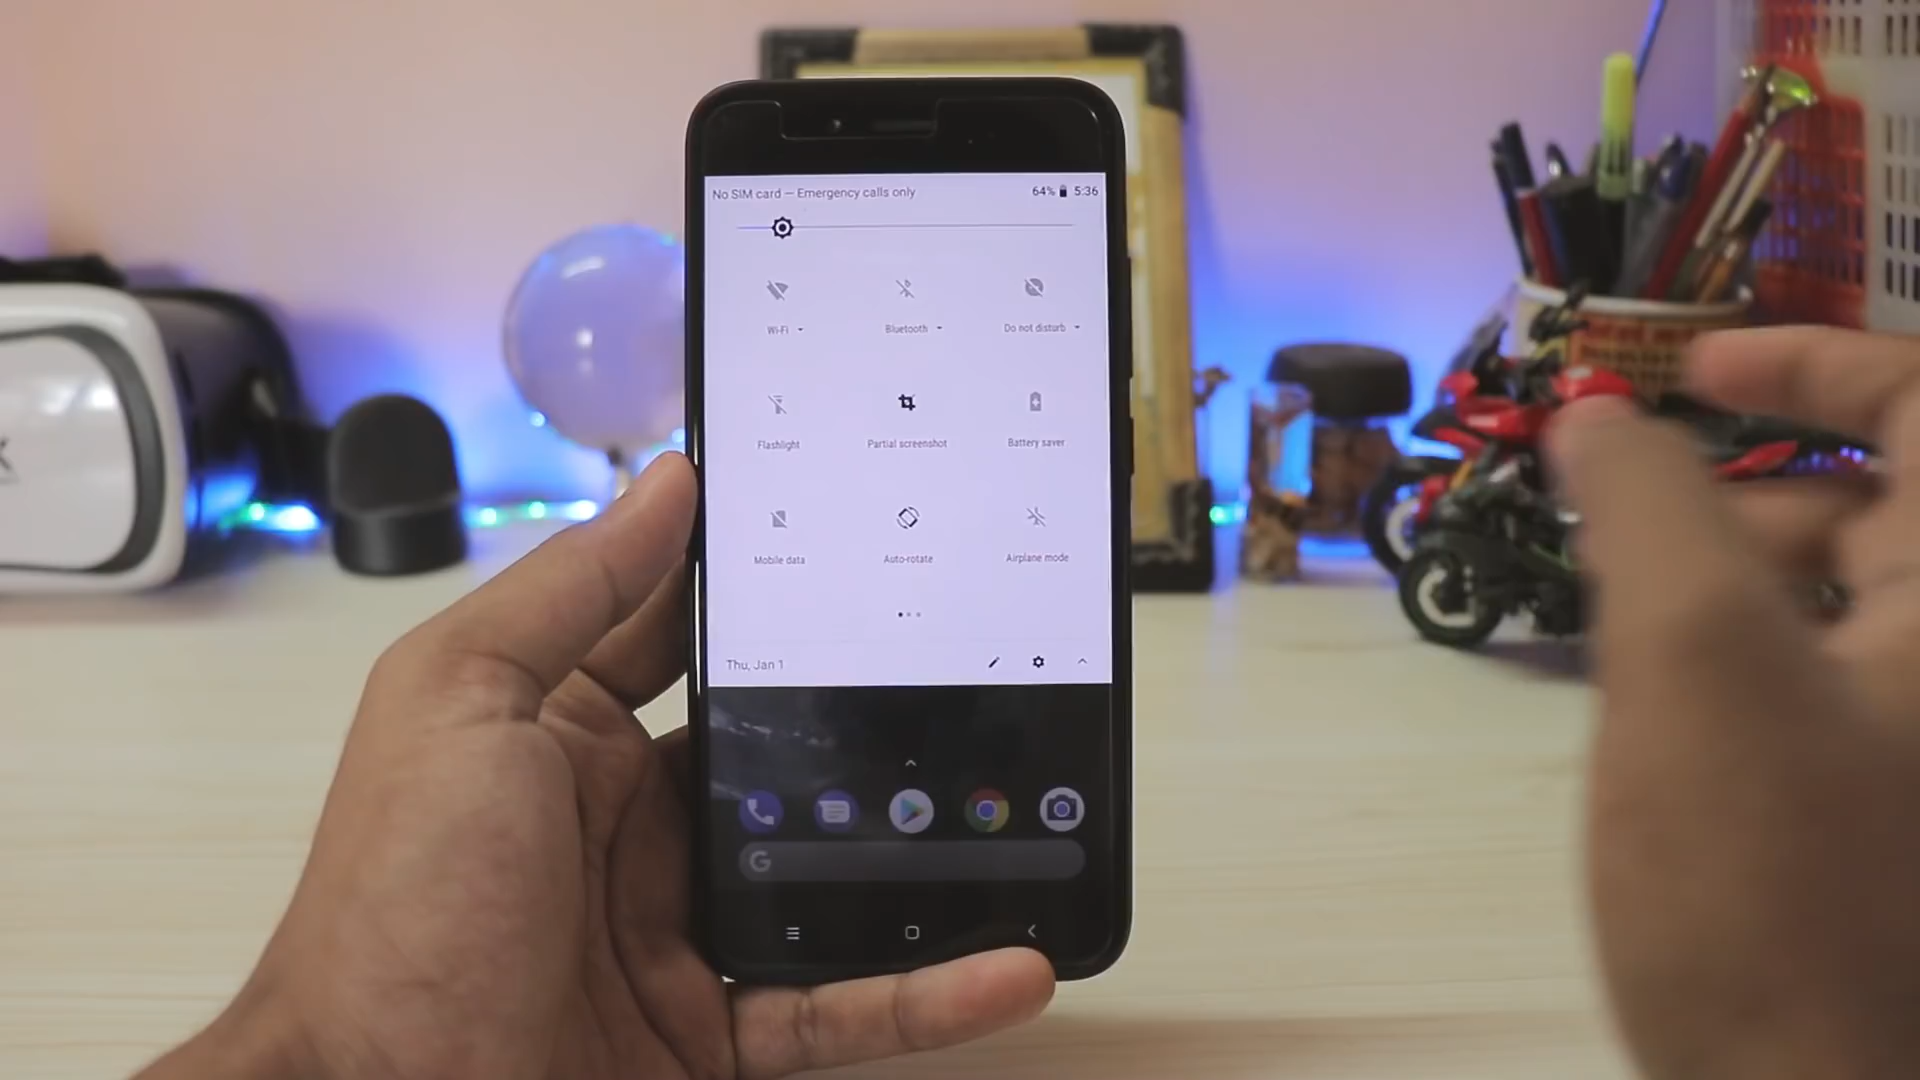 No SIM card — Emergency calls only 64% 5:36
Wi-Fi Bluetooth Do not disturb
Flashlight Partial screenshot Battery saver
Mobile data Auto-rotate Airplane mode
Thu, Jan 1
G